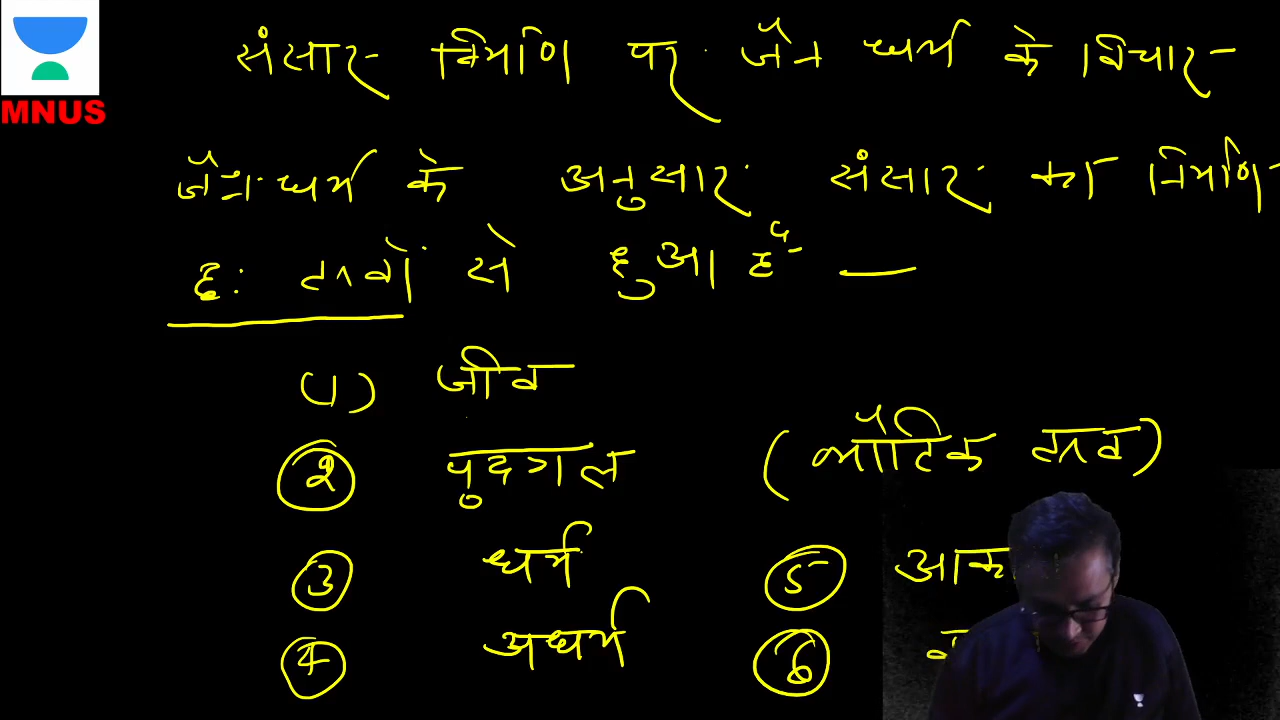 MNUS
संसार निर्माण पर जैन धर्म के विचार
जैन धर्म के अनुसार संसार का निर्माण
छः तत्वों से हुआ है —
(1) जीव
2 पुदगल (भौतिक तत्व)
3 धर्म 5
4 अधर्म 6